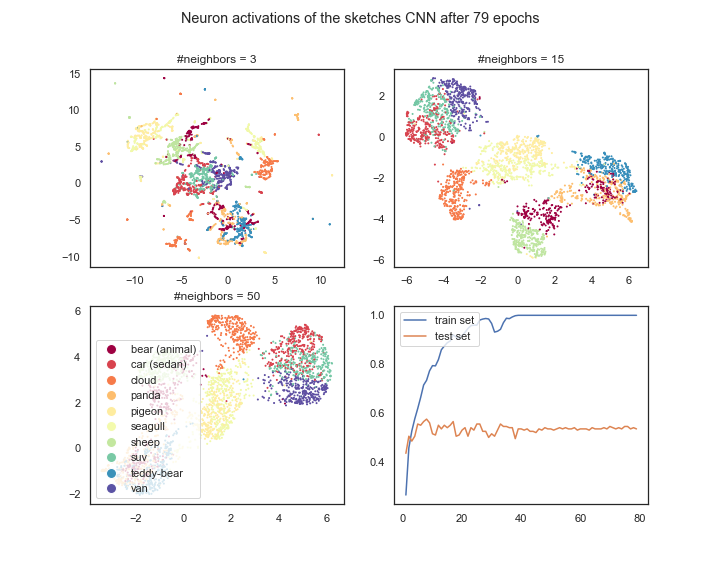 Neuron activations of the sketches CNN after 79 epochs
#neighbors = 3
15
10
5
0
−5
−10
−10
−5
0
5
10
#neighbors = 15
2
0
−2
−4
−6
−6
−4
−2
0
2
4
6
#neighbors = 50
6
4
2
0
−2
−2
0
2
4
6
bear (animal)
car (sedan)
cloud
panda
pigeon
seagull
sheep
suv
teddy-bear
van
train set
test set
1.0
0.8
0.6
0.4
0
20
40
60
80